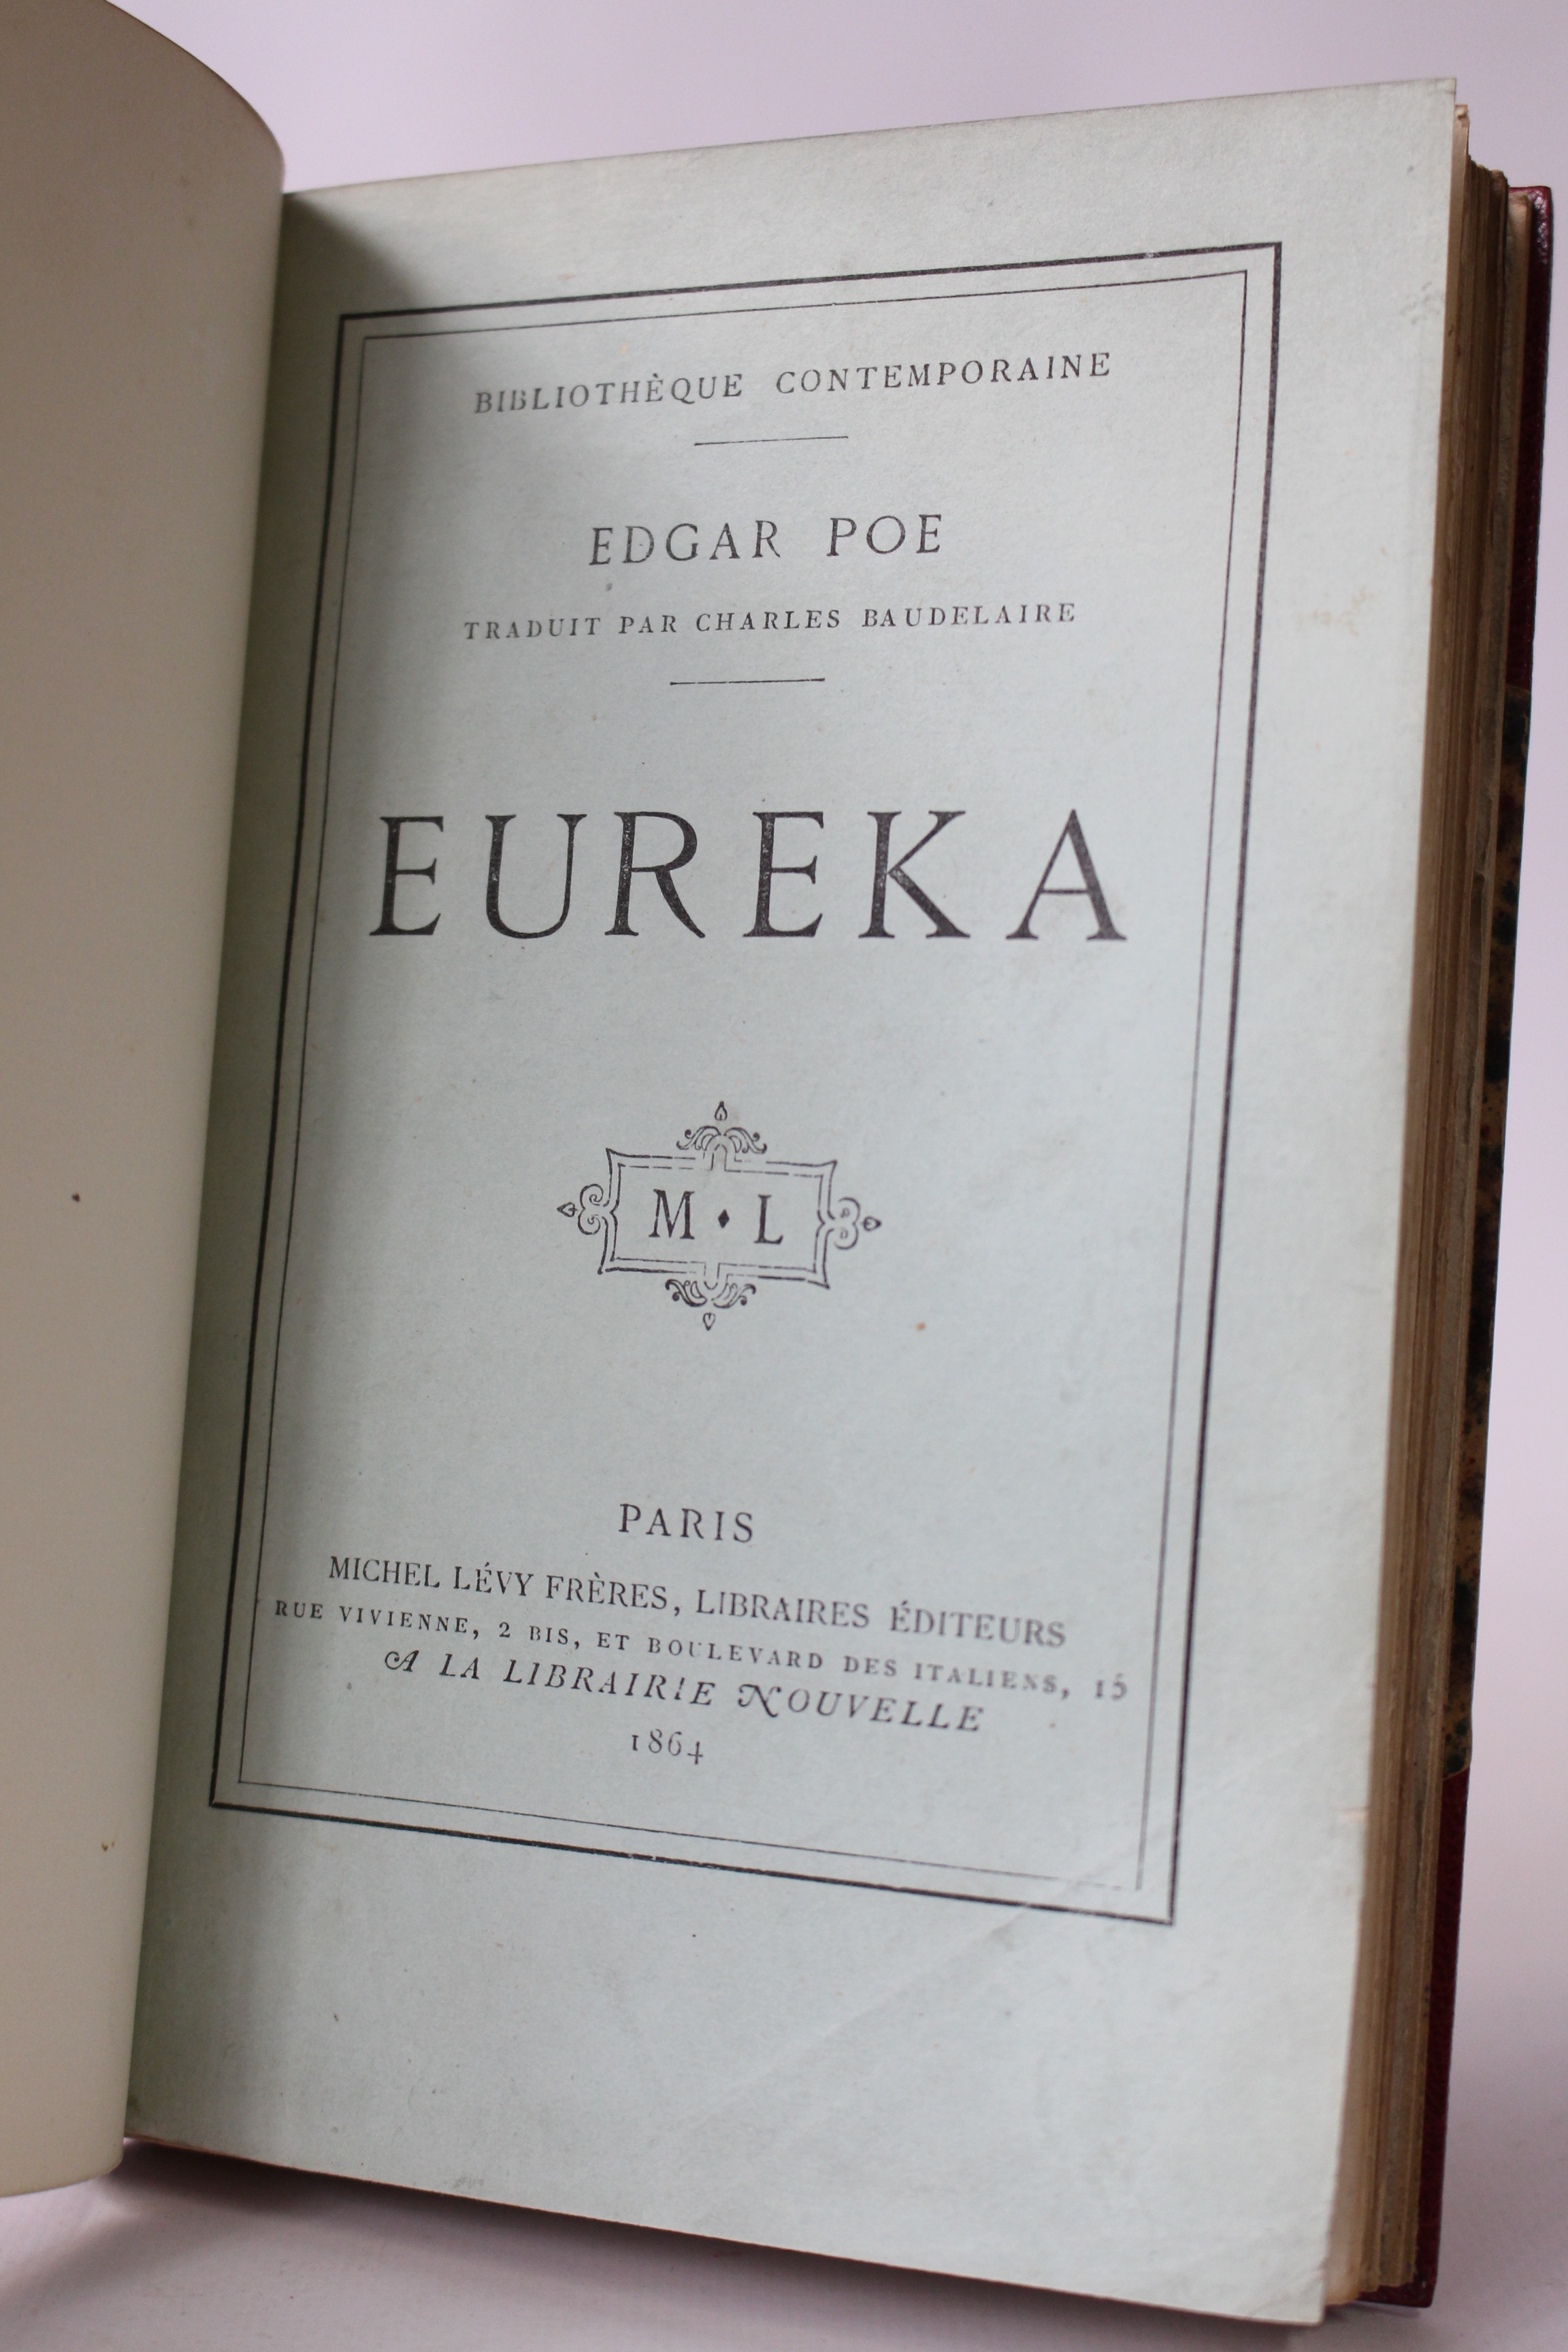 BIBLIOTHÈQUE CONTEMPORAINE
EDGAR POE
TRADUIT PAR CHARLES BAUDELAIRE
EUREKA
M • L
PARIS
MICHEL LÉVY FRÈRES, LIBRAIRES ÉDITEURS
RUE VIVIENNE, 2 BIS, ET BOULEVARD DES ITALIENS, 15
A LA LIBRAIRIE NOUVELLE
1864